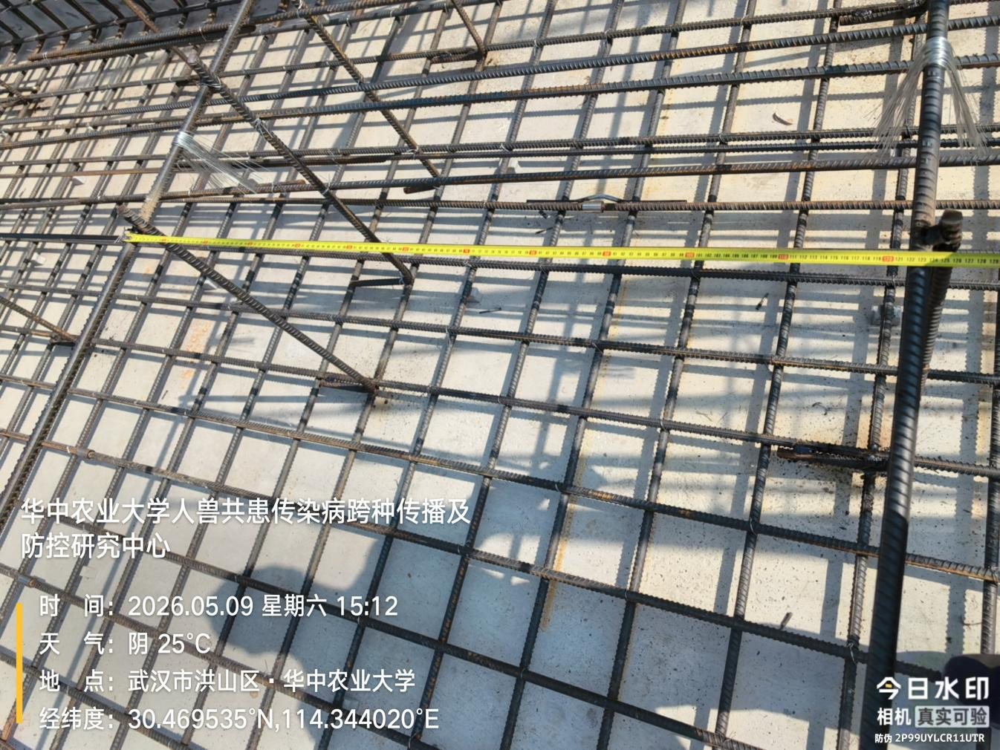 华中农业大学人兽共患传染病跨种传播及
防控研究中心
时 间：2026.05.09 星期六 15:12
天 气：阴 25°C
地 点：武汉市洪山区·华中农业大学
经纬度：30.469535°N,114.344020°E
今日水印
相机 真实可验
防伪 2P99UYLCR11UTR